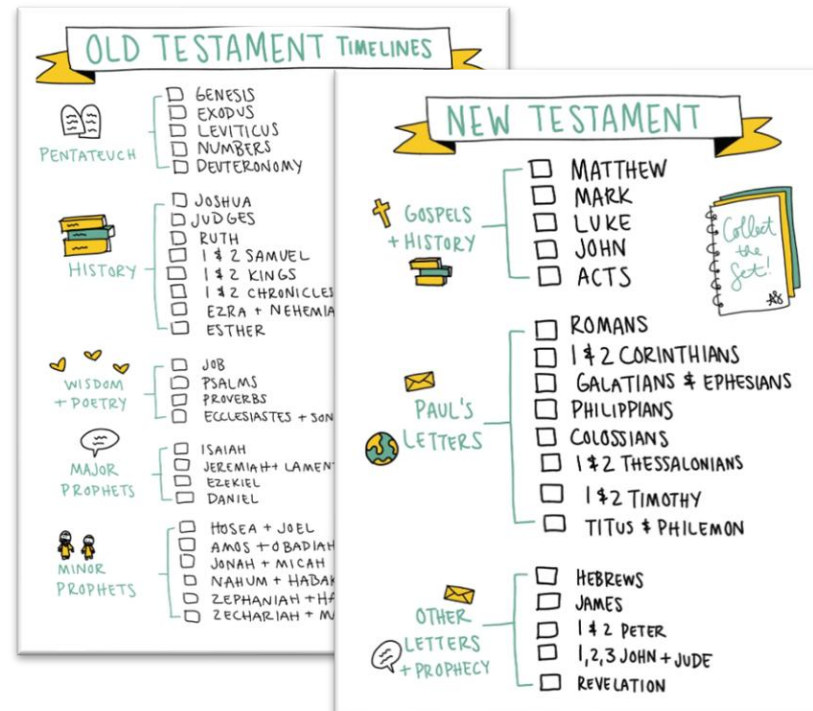 OLD TESTAMENT TIMELINES
PENTATEUCH
GENESIS
EXODUS
LEVITICUS
NUMBERS
DEUTERONOMY
HISTORY
JOSHUA
JUDGES
RUTH
1 & 2 SAMUEL
1 & 2 KINGS
1 & 2 CHRONICLES
EZRA + NEHEMIA
ESTHER
WISDOM
+ POETRY
JOB
PSALMS
PROVERBS
ECCLESIASTES + SON
MAJOR
PROPHETS
ISAIAH
JEREMIAH + LAMEN
EZEKIEL
DANIEL
MINOR
PROPHETS
HOSEA + JOEL
AMOS + OBADIAH
JONAH + MICAH
NAHUM + HABAK
ZEPHANIAH + HA
ZECHARIAH + M
NEW TESTAMENT
GOSPELS
+ HISTORY
MATTHEW
MARK
LUKE
JOHN
ACTS
Collect
the
Set!
PAUL'S
LETTERS
ROMANS
1 & 2 CORINTHIANS
GALATIANS & EPHESIANS
PHILIPPIANS
COLOSSIANS
1 & 2 THESSALONIANS
1 & 2 TIMOTHY
TITUS & PHILEMON
OTHER
LETTERS
+ PROPHECY
HEBREWS
JAMES
1 & 2 PETER
1,2,3 JOHN + JUDE
REVELATION